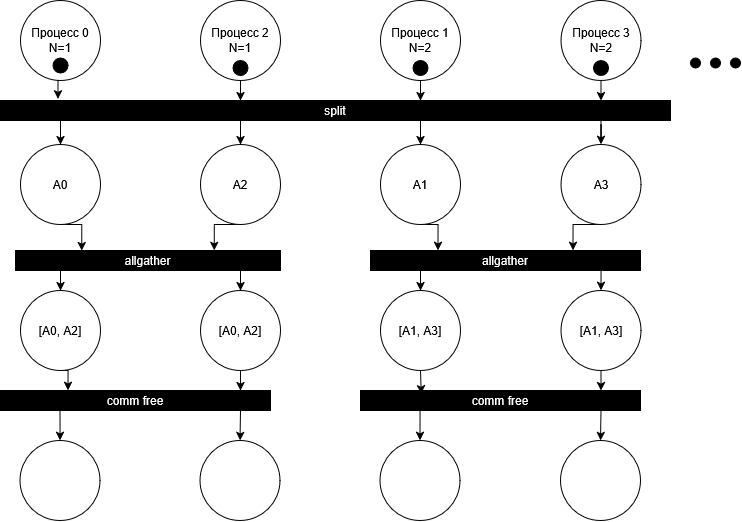 Процесс 0
N=1
Процесс 2
N=1
Процесс 1
N=2
Процесс 3
N=2
split
A0
A2
A1
A3
allgather
allgather
[A0, A2]
[A0, A2]
[A1, A3]
[A1, A3]
comm free
comm free